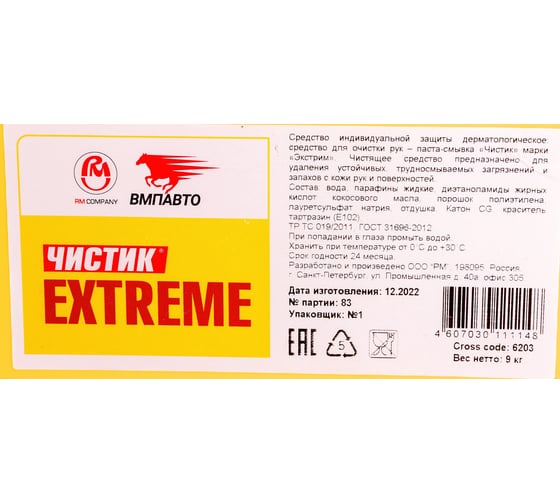 RM
RM COMPANY
ВМПАВТО
ЧИСТИК®
EXTREME
Средство индивидуальной защиты дерматологическое:
средство для очистки рук – паста-смывка «Чистик» марки
«Экстрим». Чистящее средство предназначено для
удаления устойчивых, трудносмываемых загрязнений и
запахов с кожи рук и поверхностей.
Состав: вода, парафины жидкие, диэтаноламиды жирных
кислот кокосового масла, порошок полиэтилена,
лауретсульфат натрия, отдушка, Катон CG, краситель
тартразин (Е102).
ТР ТС 019/2011, ГОСТ 31696-2012
При попадании в глаза промыть водой.
Хранить при температуре от 0°С до +30°С
Срок годности 24 месяца.
Разработано и произведено ООО "РМ", 198095, Россия,
г. Санкт-Петербург, ул. Промышленная д. 40а, офис 305
Дата изготовления: 12.2022
№ партии: 83
Упаковщик: №1
EAC
5
4 607030 111148
Cross code: 6203
Вес нетто: 9 кг